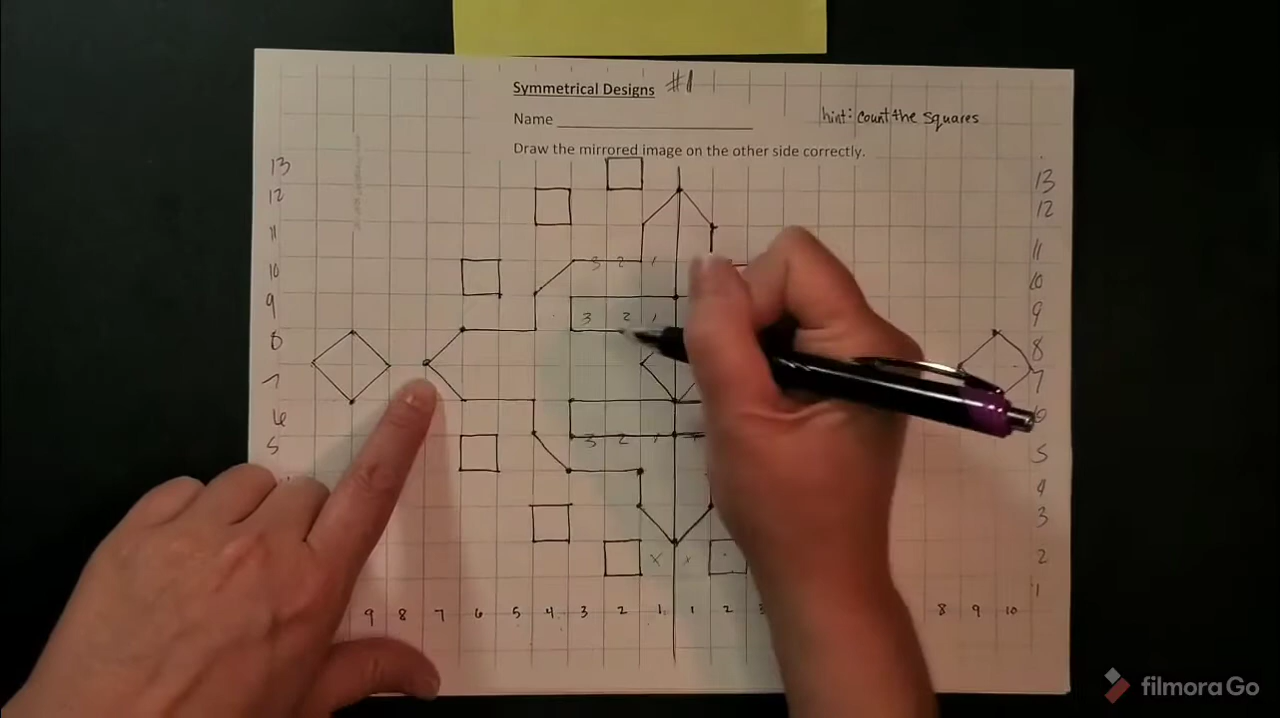 Symmetrical Designs #1
Name
hint: count the squares
Draw the mirrored image on the other side correctly.
13 13
12 12
11 11
10 3 2 1 10
9 9
3 2 1
8 8
7 7
6
5 3 2 1 5
4
3
x x 2
1
9 8 7 6 5 4 3 2 1 1 2 8 9 10
filmoraGo